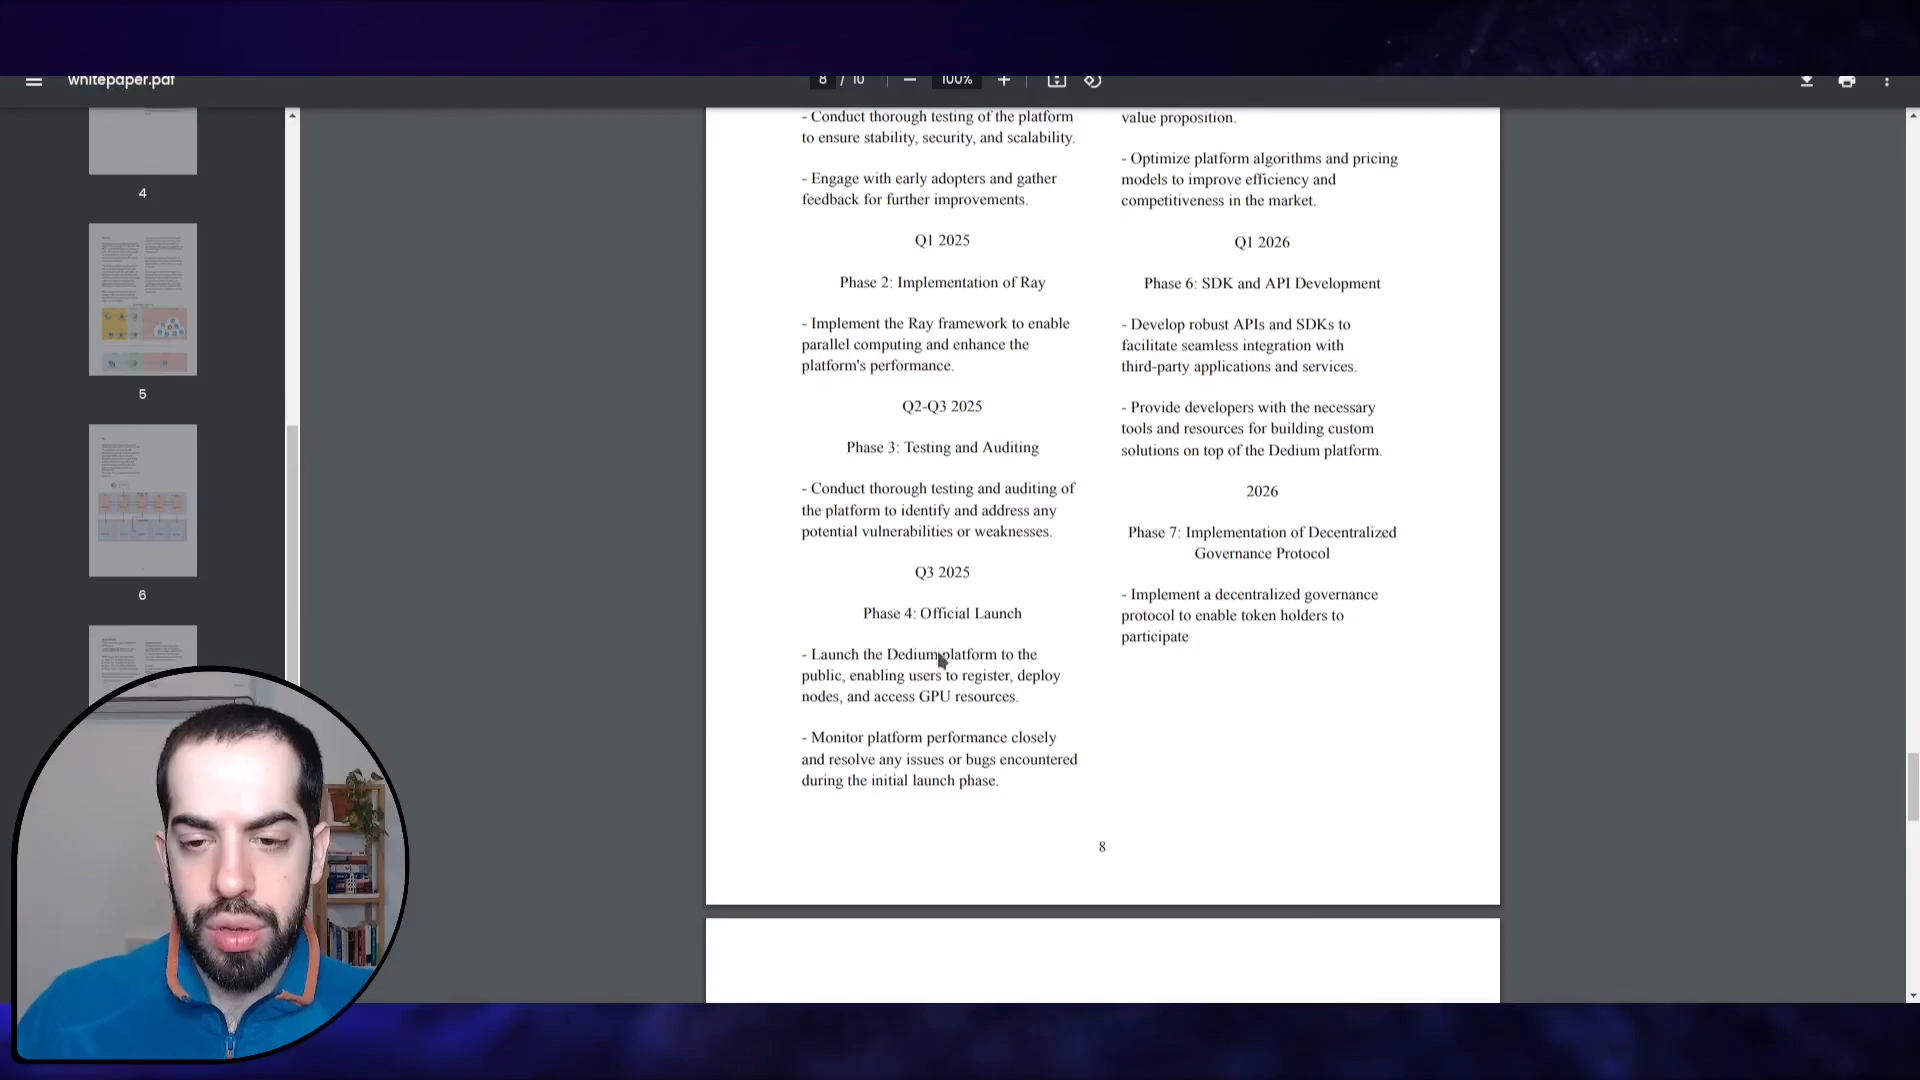 whitepaper.pdf
8 / 10
100%
4
5
6
- Conduct thorough testing of the platform
to ensure stability, security, and scalability.
- Engage with early adopters and gather
feedback for further improvements.
Q1 2025
Phase 2: Implementation of Ray
- Implement the Ray framework to enable
parallel computing and enhance the
platform's performance.
Q2-Q3 2025
Phase 3: Testing and Auditing
- Conduct thorough testing and auditing of
the platform to identify and address any
potential vulnerabilities or weaknesses.
Q3 2025
Phase 4: Official Launch
- Launch the Dedium platform to the
public, enabling users to register, deploy
nodes, and access GPU resources.
- Monitor platform performance closely
and resolve any issues or bugs encountered
during the initial launch phase.
value proposition.
- Optimize platform algorithms and pricing
models to improve efficiency and
competitiveness in the market.
Q1 2026
Phase 6: SDK and API Development
- Develop robust APIs and SDKs to
facilitate seamless integration with
third-party applications and services.
- Provide developers with the necessary
tools and resources for building custom
solutions on top of the Dedium platform.
2026
Phase 7: Implementation of Decentralized
Governance Protocol
- Implement a decentralized governance
protocol to enable token holders to
participate
8